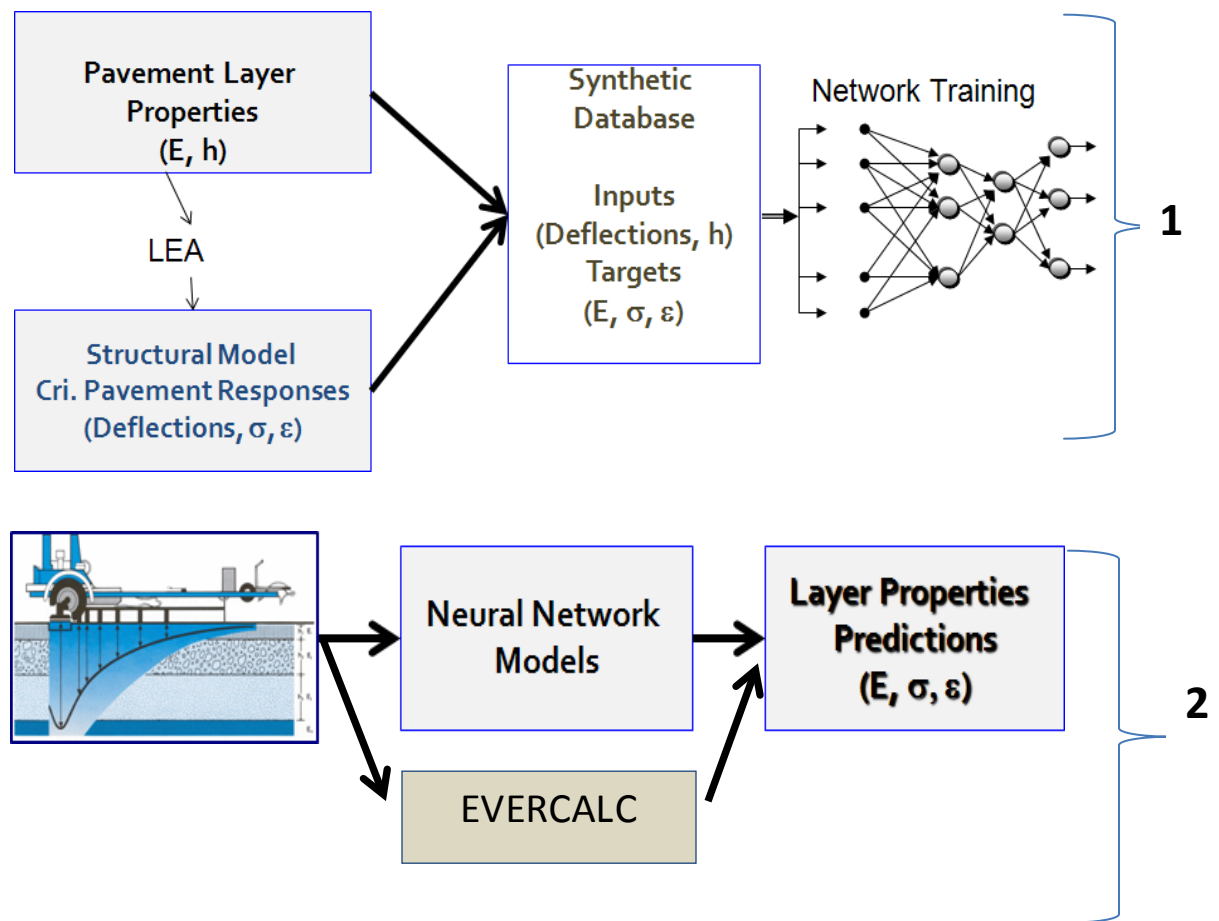 Pavement Layer
Properties
(E, h)
LEA
Structural Model
Cri. Pavement Responses
(Deflections, σ, ε)
Synthetic
Database
Inputs
(Deflections, h)
Targets
(E, σ, ε)
Network Training
1
Neural Network
Models
EVERCALC
Layer Properties
Predictions
(E, σ, ε)
2